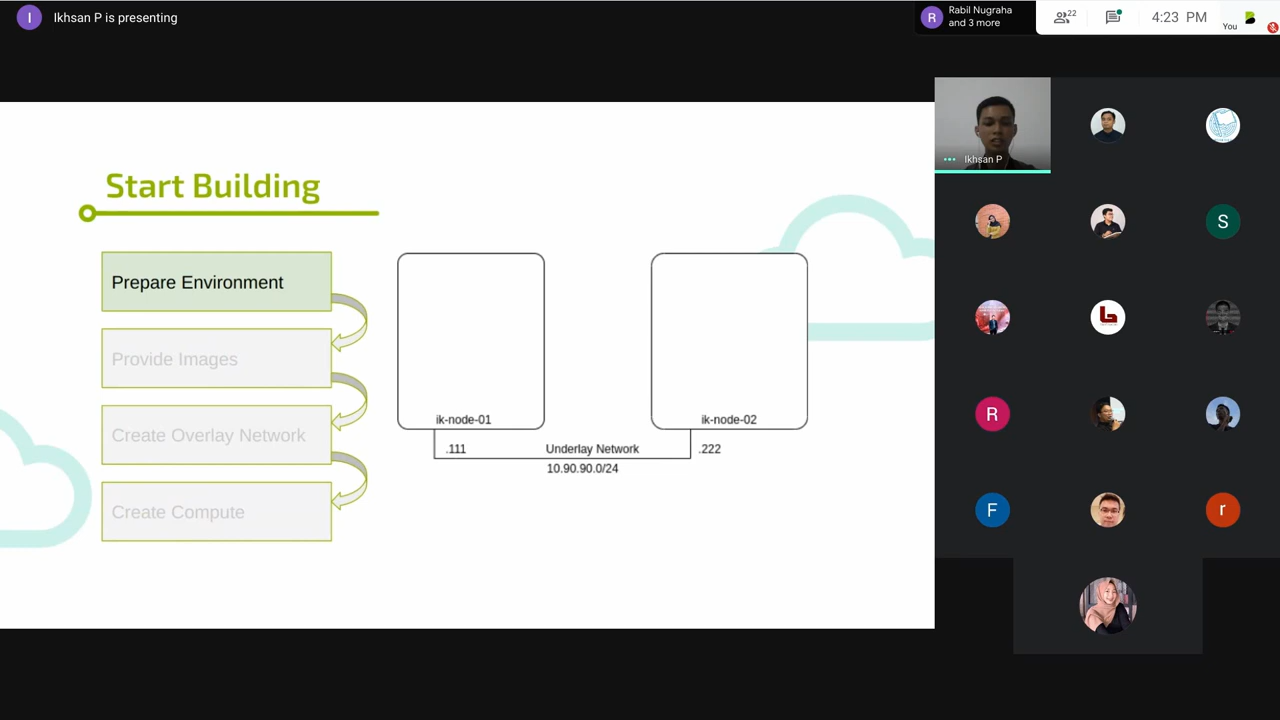 I
Ikhsan P is presenting
R
Rabil Nugraha
and 3 more
22
4:23 PM
You
Start Building
Prepare Environment
Provide Images
Create Overlay Network
Create Compute
ik-node-01
ik-node-02
.111
Underlay Network
.222
10.90.90.0/24
Ikhsan P
S
R
F
r